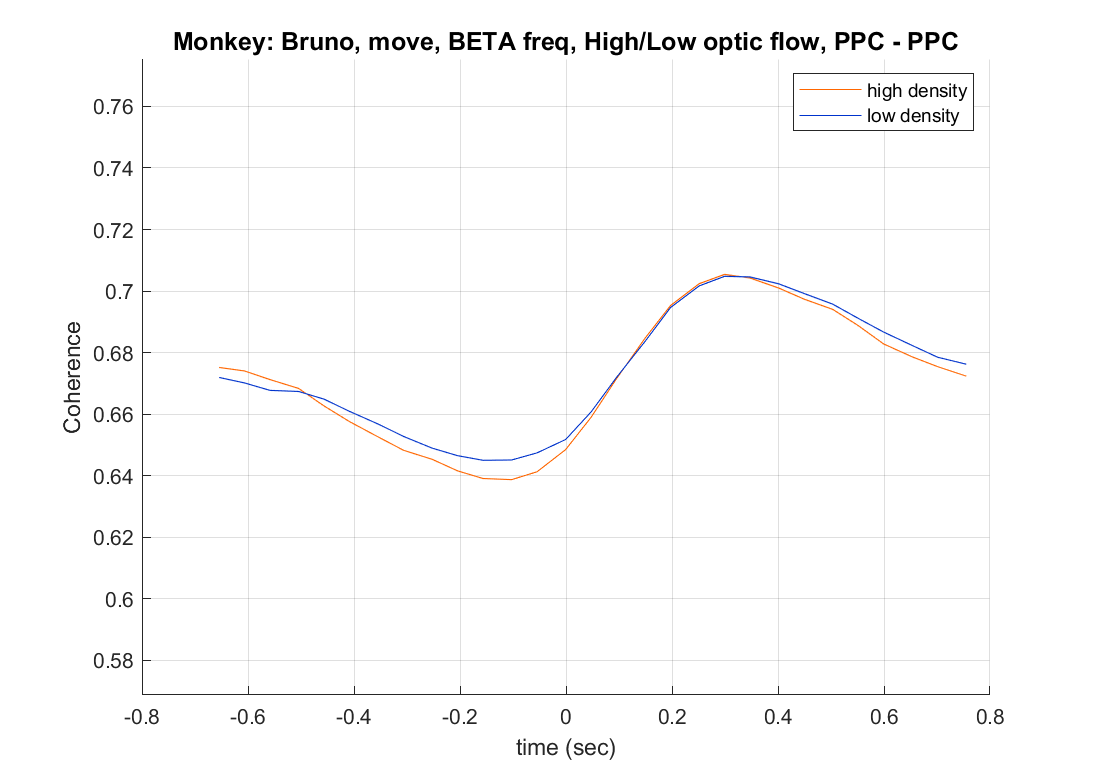 Monkey: Bruno, move, BETA freq, High/Low optic flow, PPC - PPC
high density
low density
0.76
0.74
0.72
0.7
0.68
0.66
0.64
0.62
0.6
0.58
Coherence
-0.8 -0.6 -0.4 -0.2 0 0.2 0.4 0.6 0.8
time (sec)